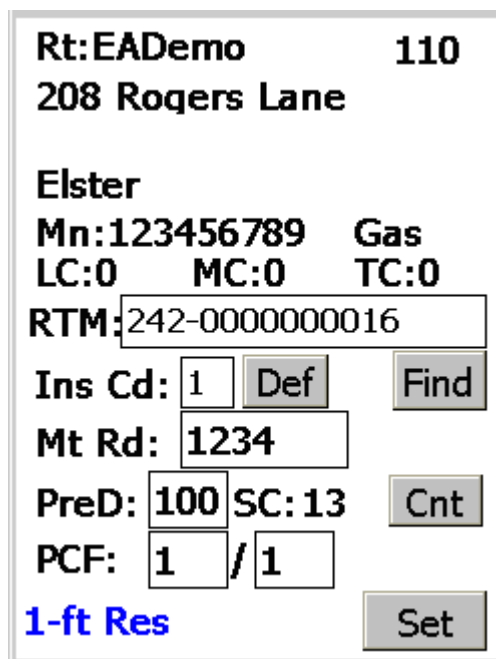 Rt:EADemo 110
208 Rogers Lane
Elster
Mn:123456789 Gas
LC:0 MC:0 TC:0
RTM:242-0000000016
Ins Cd: 1 Def Find
Mt Rd: 1234
PreD: 100 SC:13 Cnt
PCF: 1 / 1
1-ft Res Set